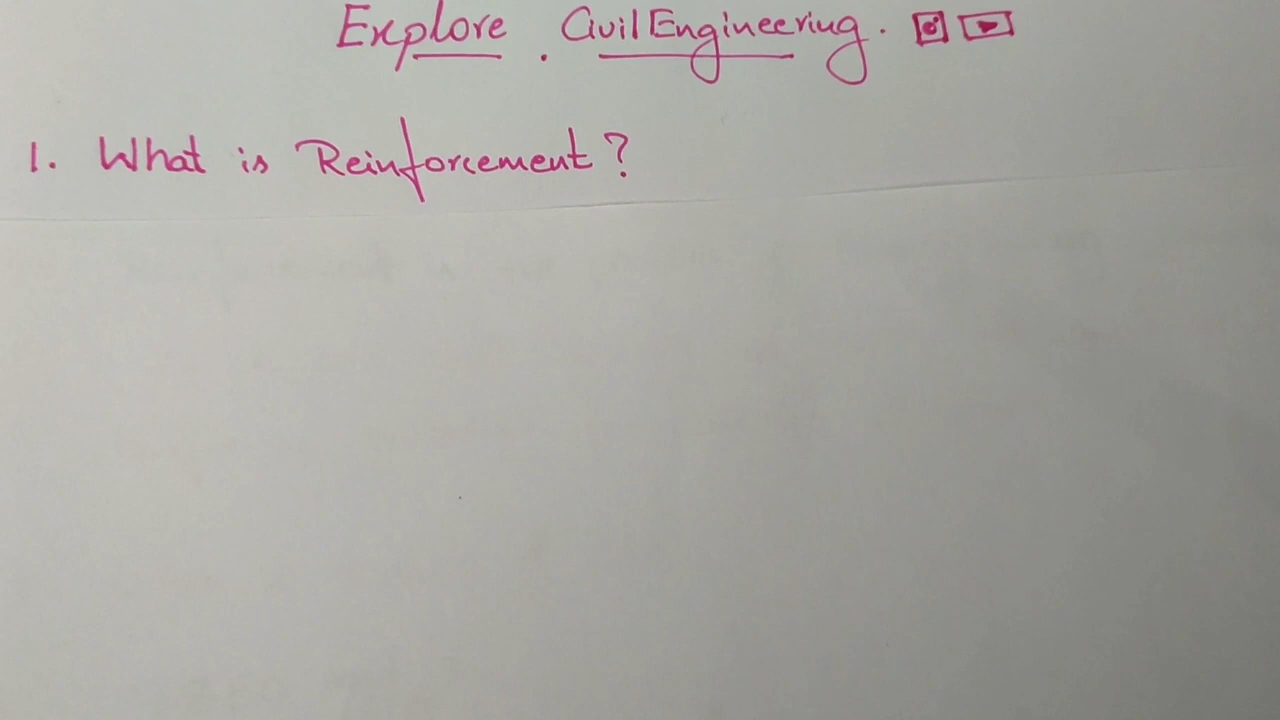 Explore . Civil Engineering.
1. What is Reinforcement?